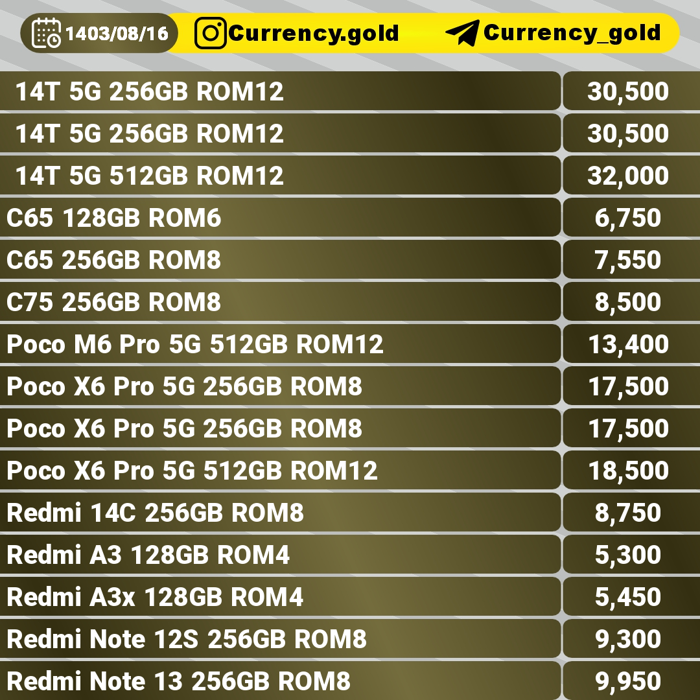 1403/08/16 Currency.gold Currency_gold
14T 5G 256GB ROM12 30,500
14T 5G 256GB ROM12 30,500
14T 5G 512GB ROM12 32,000
C65 128GB ROM6 6,750
C65 256GB ROM8 7,550
C75 256GB ROM8 8,500
Poco M6 Pro 5G 512GB ROM12 13,400
Poco X6 Pro 5G 256GB ROM8 17,500
Poco X6 Pro 5G 256GB ROM8 17,500
Poco X6 Pro 5G 512GB ROM12 18,500
Redmi 14C 256GB ROM8 8,750
Redmi A3 128GB ROM4 5,300
Redmi A3x 128GB ROM4 5,450
Redmi Note 12S 256GB ROM8 9,300
Redmi Note 13 256GB ROM8 9,950